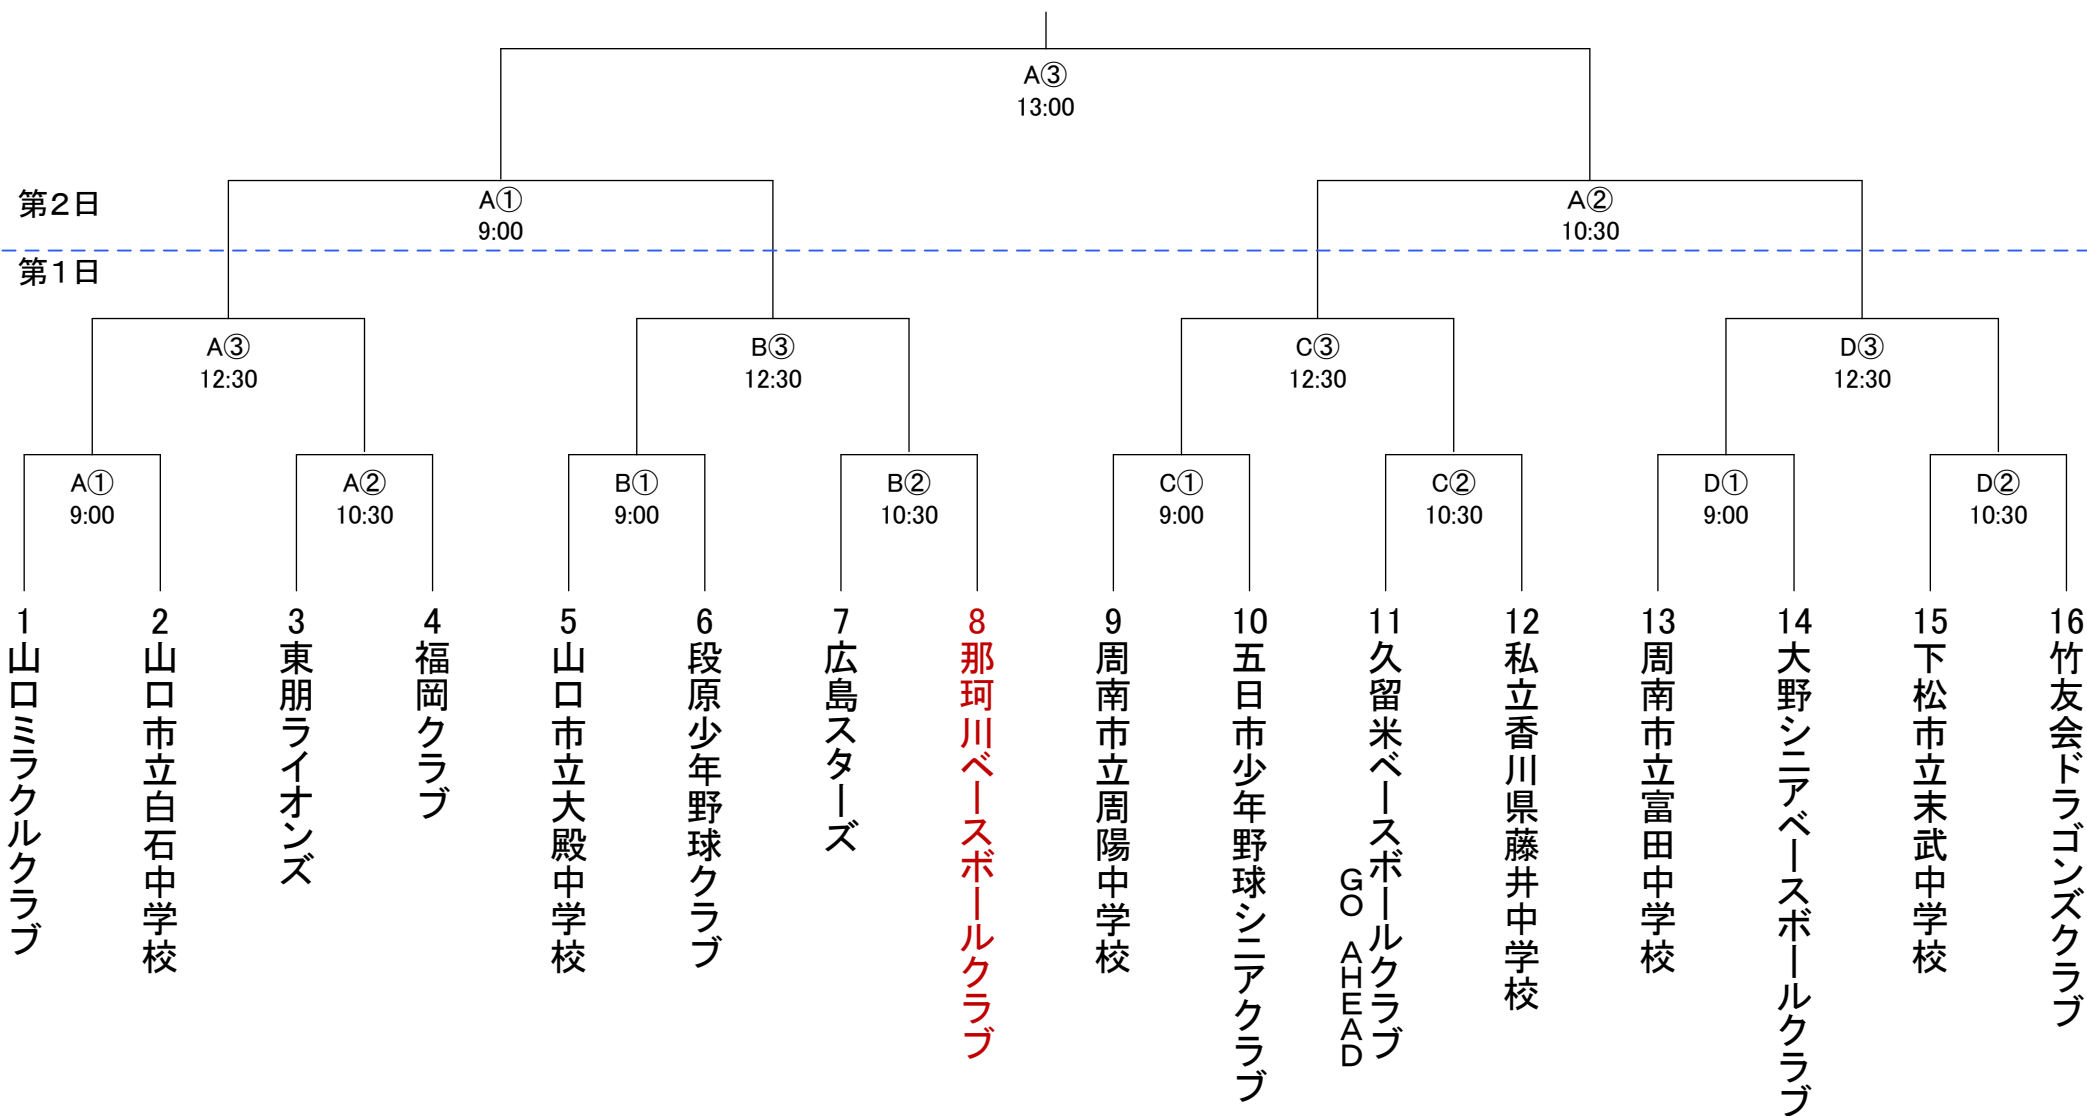 A③
13:00
第2日
A①
9:00
A②
10:30
第1日
A③
12:30
B③
12:30
C③
12:30
D③
12:30
A①
9:00
A②
10:30
B①
9:00
B②
10:30
C①
9:00
C②
10:30
D①
9:00
D②
10:30
1
山口ミラクルクラブ
2
山口市立白石中学校
3
東朋ライオンズ
4
福岡クラブ
5
山口市立大殿中学校
6
段原少年野球クラブ
7
広島スターズ
8
那珂川ベースボールクラブ
9
周南市立周陽中学校
10
五日市少年野球シニアクラブ
11
久留米ベースボールクラブ
GO AHEAD
12
私立香川県藤井中学校
13
周南市立富田中学校
14
大野シニアベースボールクラブ
15
下松市立末武中学校
16
竹友会ドラゴンズクラブ